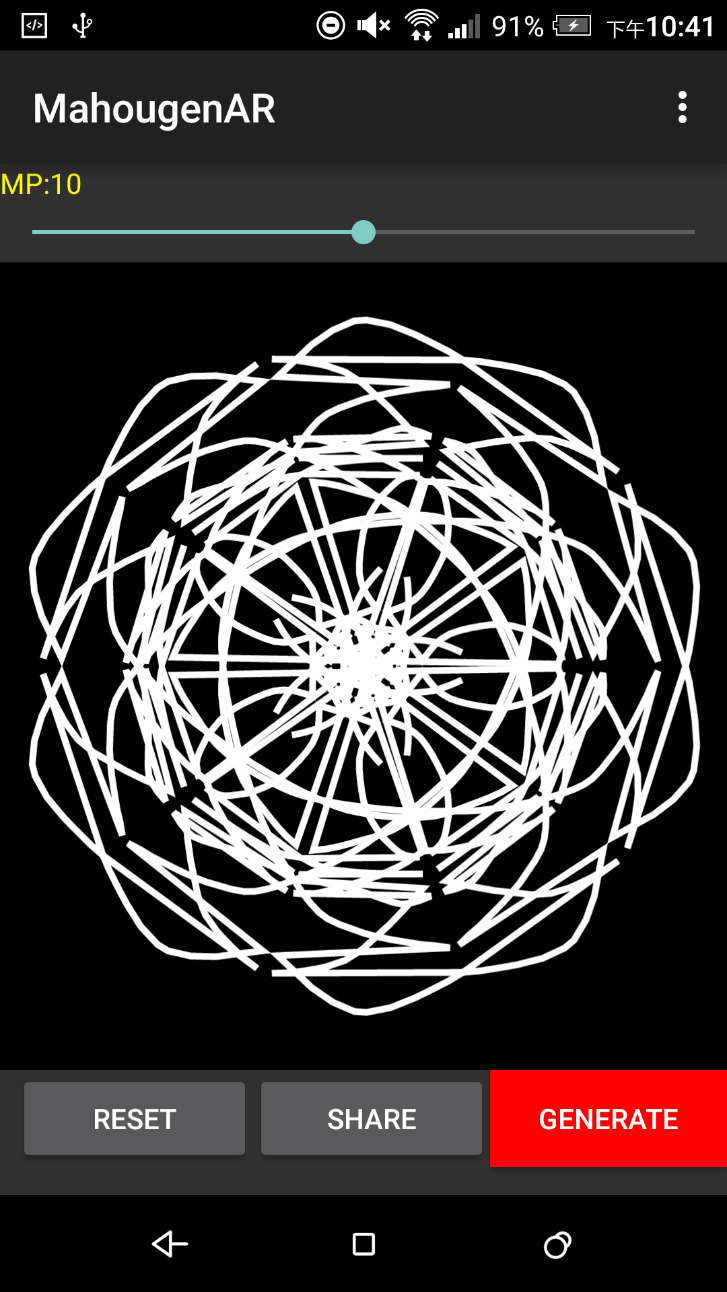 91% 下午10:41
MahougenAR
MP:10
RESET SHARE GENERATE